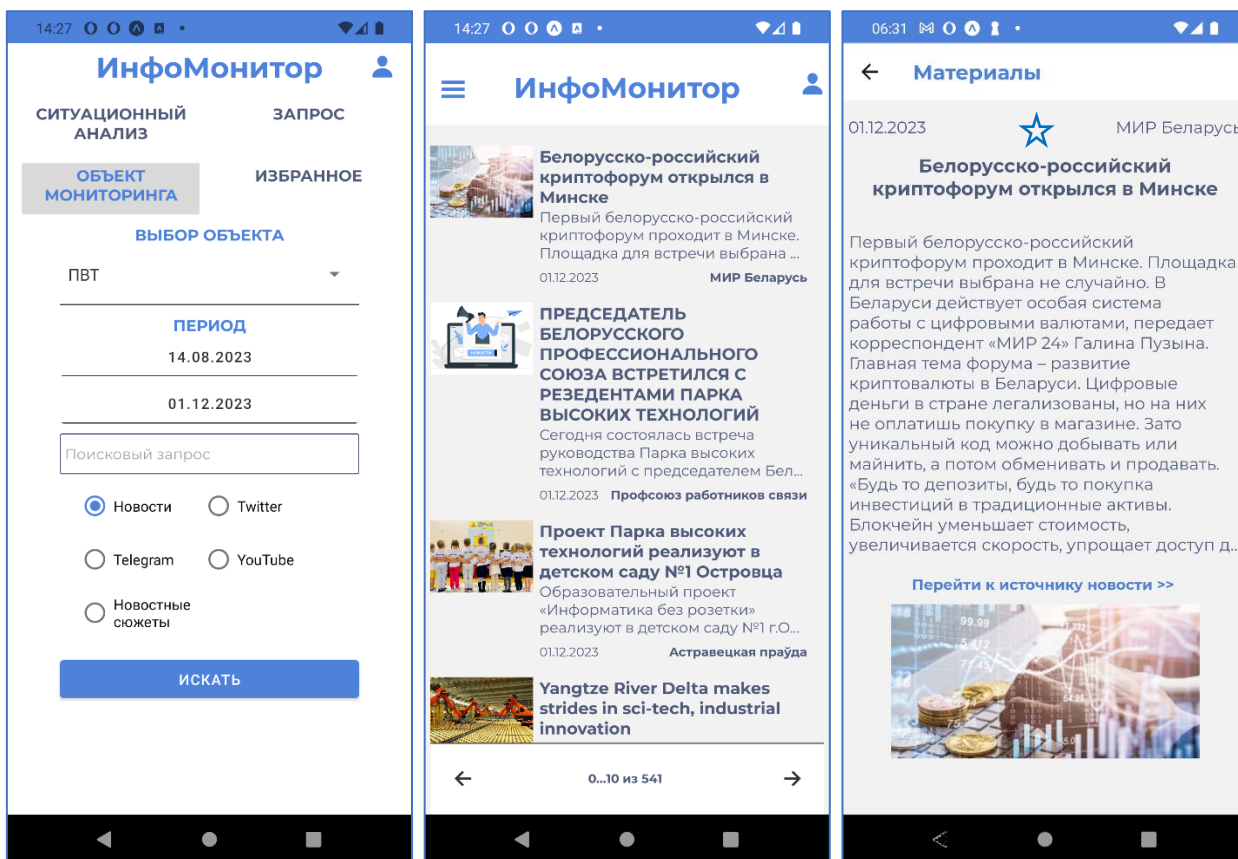 14:27
ИнфоМонитор
СИТУАЦИОННЫЙ
АНАЛИЗ
ЗАПРОС
ОБЪЕКТ
МОНИТОРИНГА
ИЗБРАННОЕ
ВЫБОР ОБЪЕКТА
ПВТ
ПЕРИОД
14.08.2023
01.12.2023
Поисковый запрос
Новости
Twitter
Telegram
YouTube
Новостные
сюжеты
ИСКАТЬ
14:27
ИнфоМонитор
Белорусско-российский
криптофорум открылся в
Минске
Первый белорусско-российский
криптофорум проходит в Минске.
Площадка для встречи выбрана ...
01.12.2023 МИР Беларусь
ПРЕДСЕДАТЕЛЬ
БЕЛОРУССКОГО
ПРОФЕССИОНАЛЬНОГО
СОЮЗА ВСТРЕТИЛСЯ С
РЕЗЕДЕНТАМИ ПАРКА
ВЫСОКИХ ТЕХНОЛОГИЙ
Сегодня состоялась встреча
руководства Парка высоких
технологий с председателем Бел...
01.12.2023 Профсоюз работников связи
Проект Парка высоких
технологий реализуют в
детском саду №1 Островца
Образовательный проект
«Информатика без розетки»
реализуют в детском саду №1 г.О...
01.12.2023 Астравецкая праўда
Yangtze River Delta makes
strides in sci-tech, industrial
innovation
0...10 из 541
06:31
Материалы
01.12.2023 МИР Беларусь
Белорусско-российский
криптофорум открылся в Минске
Первый белорусско-российский
криптофорум проходит в Минске. Площадка
для встречи выбрана не случайно. В
Беларуси действует особая система
работы с цифровыми валютами, передает
корреспондент «МИР 24» Галина Пузына.
Главная тема форума – развитие
криптовалюты в Беларуси. Цифровые
деньги в стране легализованы, но на них
не оплатишь покупку в магазине. Зато
уникальный код можно добывать или
майнить, а потом обменивать и продавать.
«Будь то депозиты, будь то покупка
инвестиций в традиционные активы.
Блокчейн уменьшает стоимость,
увеличивается скорость, упрощает доступ д...
Перейти к источнику новости >>
99.99